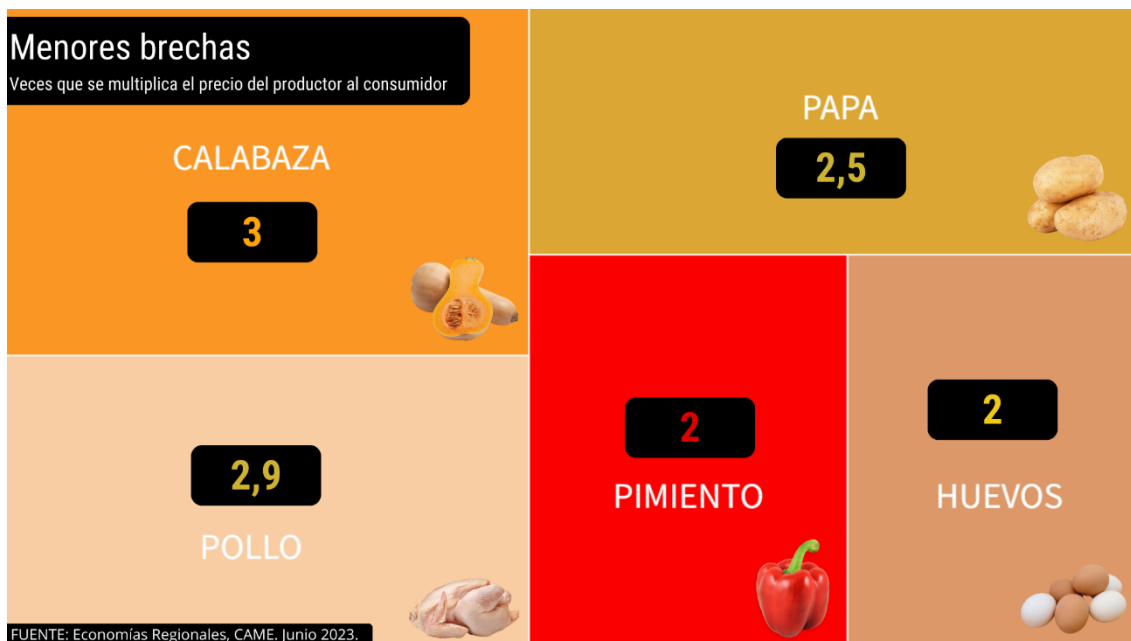 Menores brechas
Veces que se multiplica el precio del productor al consumidor
CALABAZA
3
PAPA
2,5
2,9
POLLO
2
PIMIENTO
2
HUEVOS
FUENTE: Economías Regionales, CAME. Junio 2023.